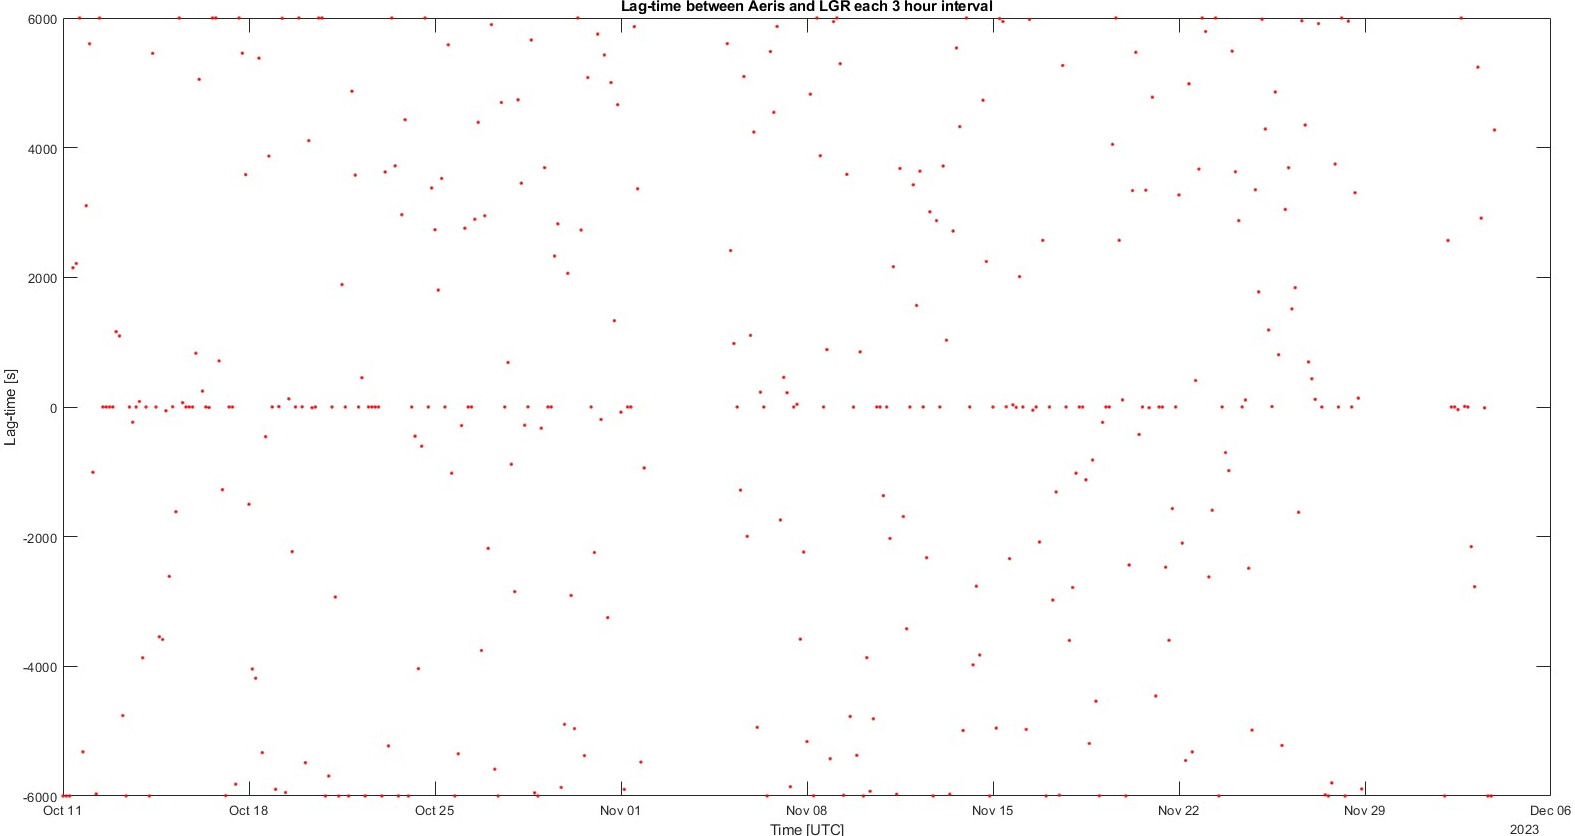 Lag-time between Aeris and LGR each 3 hour interval
6000
4000
2000
0
-2000
-4000
-6000
Lag-time [s]
Oct 11 Oct 18 Oct 25 Nov 01 Nov 08 Nov 15 Nov 22 Nov 29 Dec 06
Time [UTC]
2023